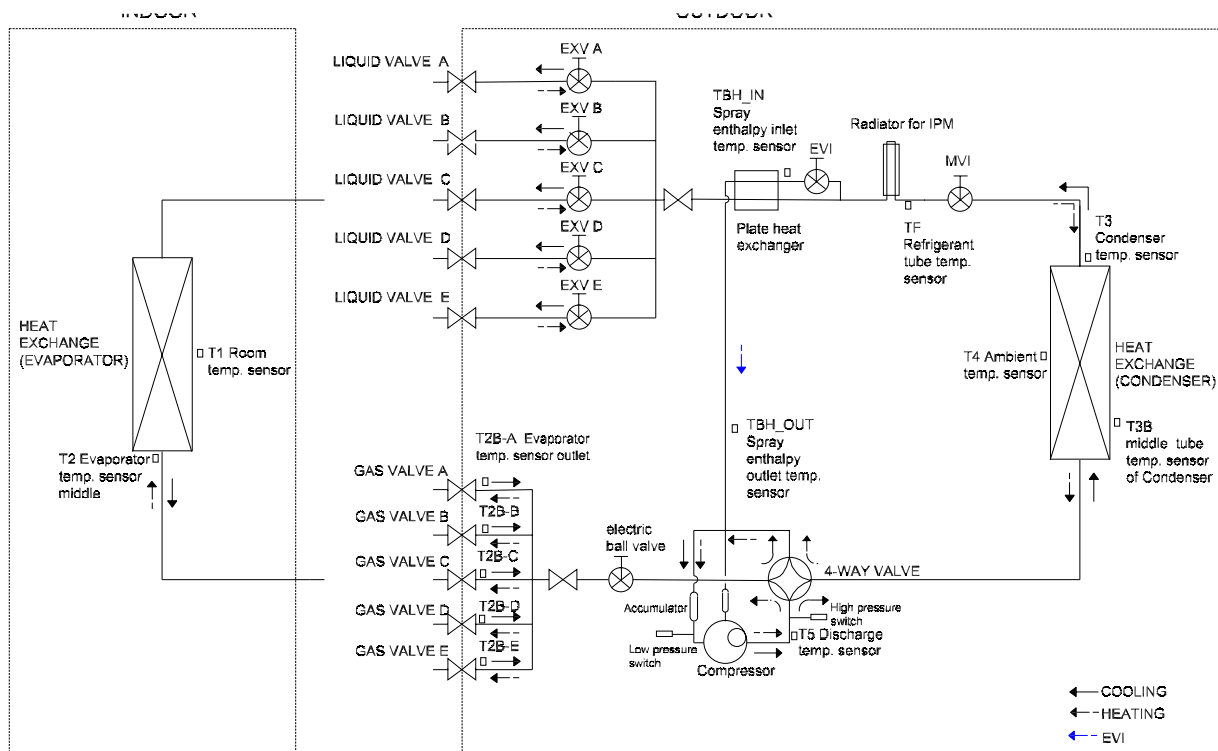 INDOOR
OUTDOOR
LIQUID VALVE A
EXV A
LIQUID VALVE B
EXV B
LIQUID VALVE C
EXV C
LIQUID VALVE D
EXV D
LIQUID VALVE E
EXV E
TBH_IN
Spray
enthalpy inlet
temp. sensor
EVI
Radiator for IPM
MVI
Plate heat
exchanger
TF
Refrigerant
tube temp.
sensor
T3
Condenser
temp. sensor
HEAT
EXCHANGE
(EVAPORATOR)
T1 Room
temp. sensor
T4 Ambient
temp. sensor
HEAT
EXCHANGE
(CONDENSER)
T3B
middle tube
temp. sensor
of Condenser
T2 Evaporator
temp. sensor
middle
T2B-A Evaporator
temp. sensor outlet
TBH_OUT
Spray
enthalpy
outlet temp.
sensor
GAS VALVE A
GAS VALVE B
T2B-B
GAS VALVE C
T2B-C
GAS VALVE D
T2B-D
GAS VALVE E
T2B-E
electric
ball valve
4-WAY VALVE
Accumulator
High pressure
switch
Low pressure
switch
T5 Discharge
temp. sensor
Compressor
COOLING
HEATING
EVI